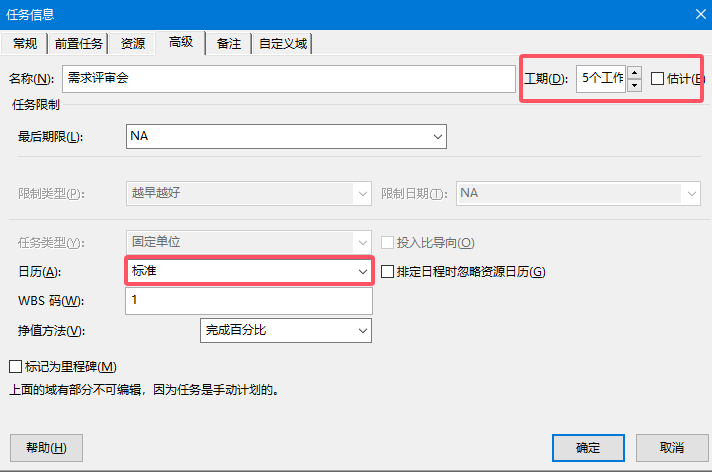 任务信息
常规 前置任务 资源 高级 备注 自定义域
名称(N): 需求评审会 工期(D): 5个工作 估计(E)
任务限制
最后期限(L): NA
限制类型(P): 越早越好 限制日期(T): NA
任务类型(Y): 固定单位 投入比导向(O)
日历(A): 标准 排定日程时忽略资源日历(G)
WBS 码(W): 1
挣值方法(V): 完成百分比
标记为里程碑(M)
上面的域有部分不可编辑，因为任务是手动计划的。
帮助(H) 确定 取消